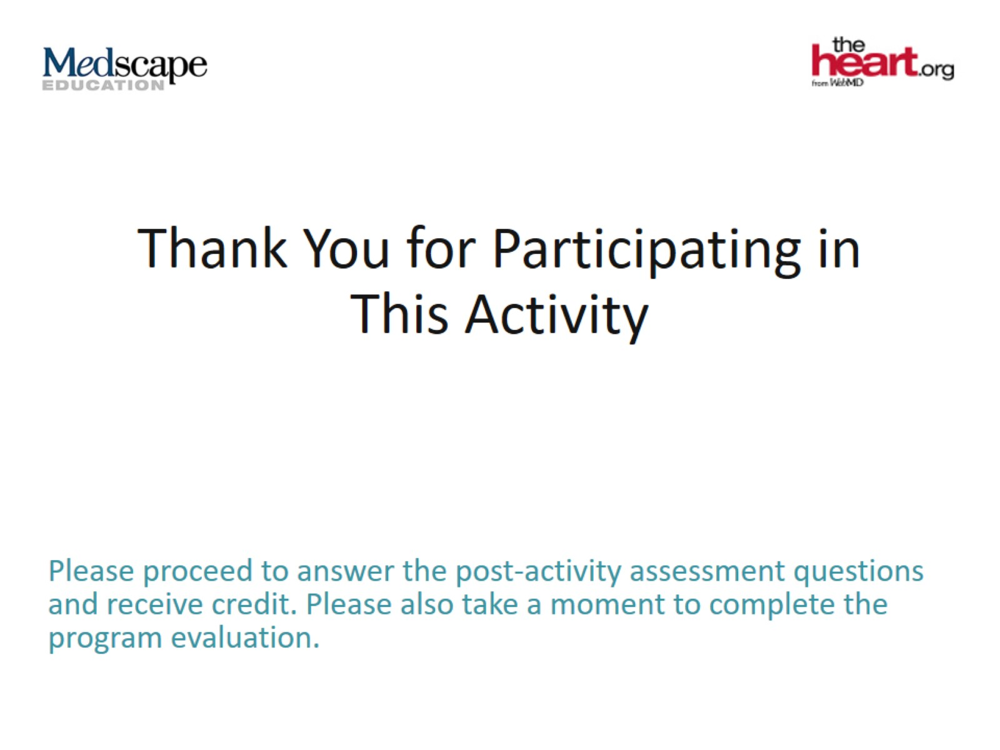 Medscape
EDUCATION
the
heart.org
from WebMD
Thank You for Participating in
This Activity
Please proceed to answer the post-activity assessment questions
and receive credit. Please also take a moment to complete the
program evaluation.